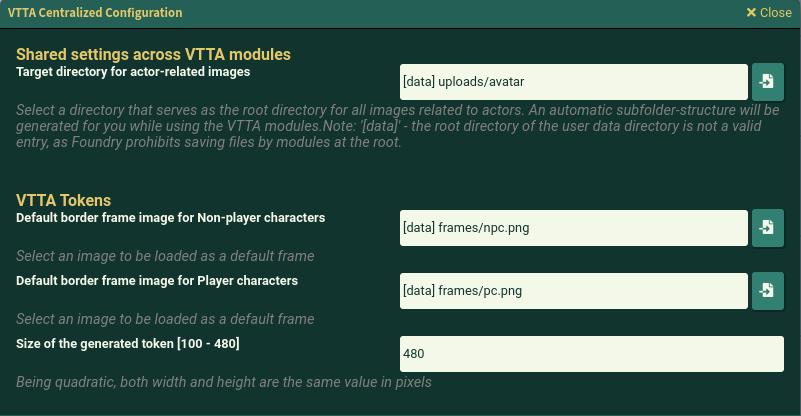 VTTA Centralized Configuration
Close
Shared settings across VTTA modules
Target directory for actor-related images
[data] uploads/avatar
Select a directory that serves as the root directory for all images related to actors. An automatic subfolder-structure will be
generated for you while using the VTTA modules.Note: '[data]' - the root directory of the user data directory is not a valid
entry, as Foundry prohibits saving files by modules at the root.
VTTA Tokens
Default border frame image for Non-player characters
[data] frames/npc.png
Select an image to be loaded as a default frame
Default border frame image for Player characters
[data] frames/pc.png
Select an image to be loaded as a default frame
Size of the generated token [100 - 480]
480
Being quadratic, both width and height are the same value in pixels